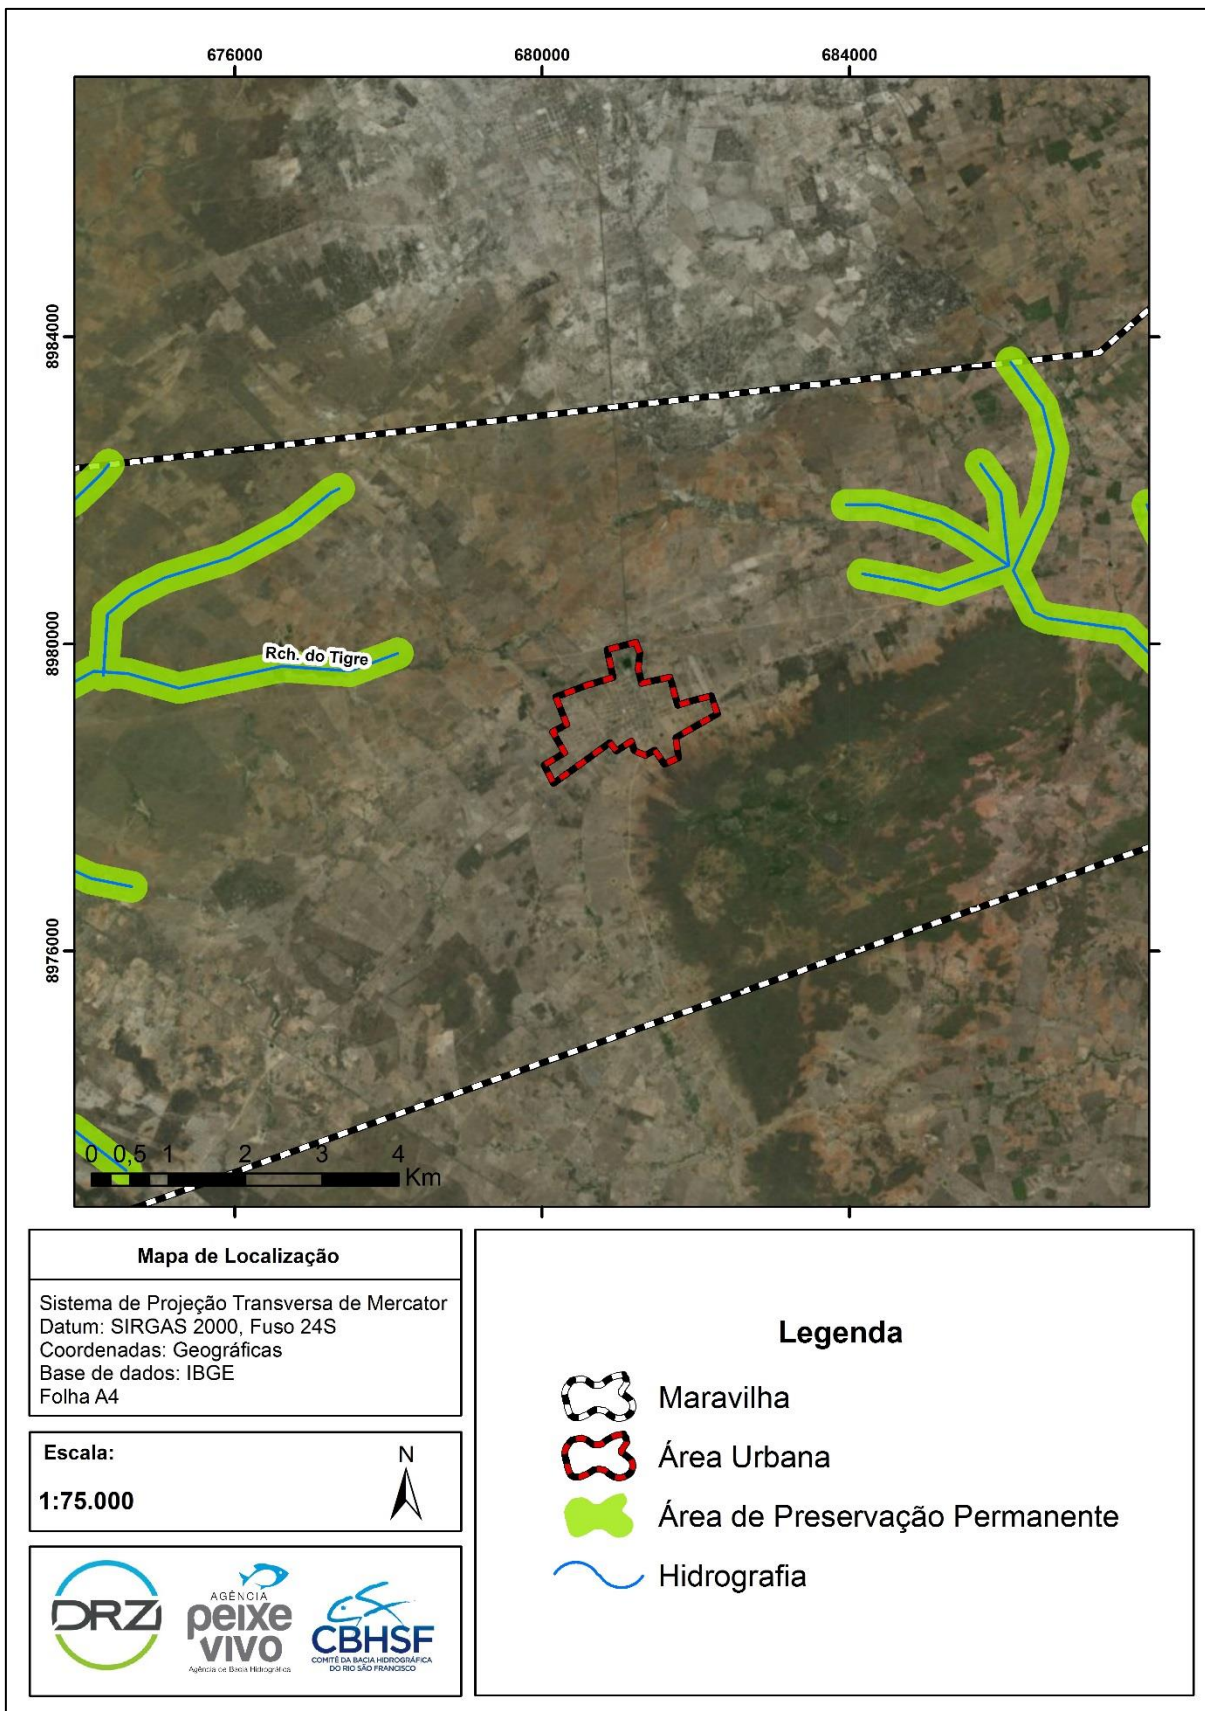 676000 680000 684000
8984000
8980000
8976000
Rch. do Tigre
0 0,5 1 2 3 4
Km
Mapa de Localização
Sistema de Projeção Transversa de Mercator
Datum: SIRGAS 2000, Fuso 24S
Coordenadas: Geográficas
Base de dados: IBGE
Folha A4
Escala:
1:75.000
N
DRZ
AGÊNCIA
peixe
vivo
Agência de Bacia Hidrográfica
CBHSF
COMITÊ DA BACIA HIDROGRÁFICA
DO RIO SÃO FRANCISCO
Legenda
Maravilha
Área Urbana
Área de Preservação Permanente
Hidrografia